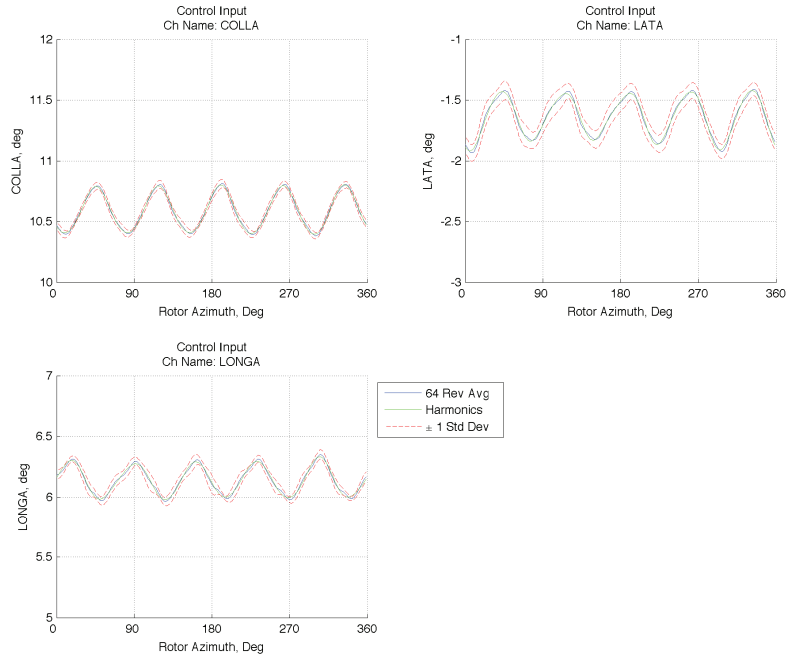 Control Input
Ch Name: COLLA
12
11.5
11
10.5
10
COLLA, deg
0 90 180 270 360
Rotor Azimuth, Deg
Control Input
Ch Name: LATA
-1
-1.5
-2
-2.5
-3
LATA, deg
0 90 180 270 360
Rotor Azimuth, Deg
Control Input
Ch Name: LONGA
7
6.5
6
5.5
5
LONGA, deg
0 90 180 270 360
Rotor Azimuth, Deg
64 Rev Avg
Harmonics
± 1 Std Dev